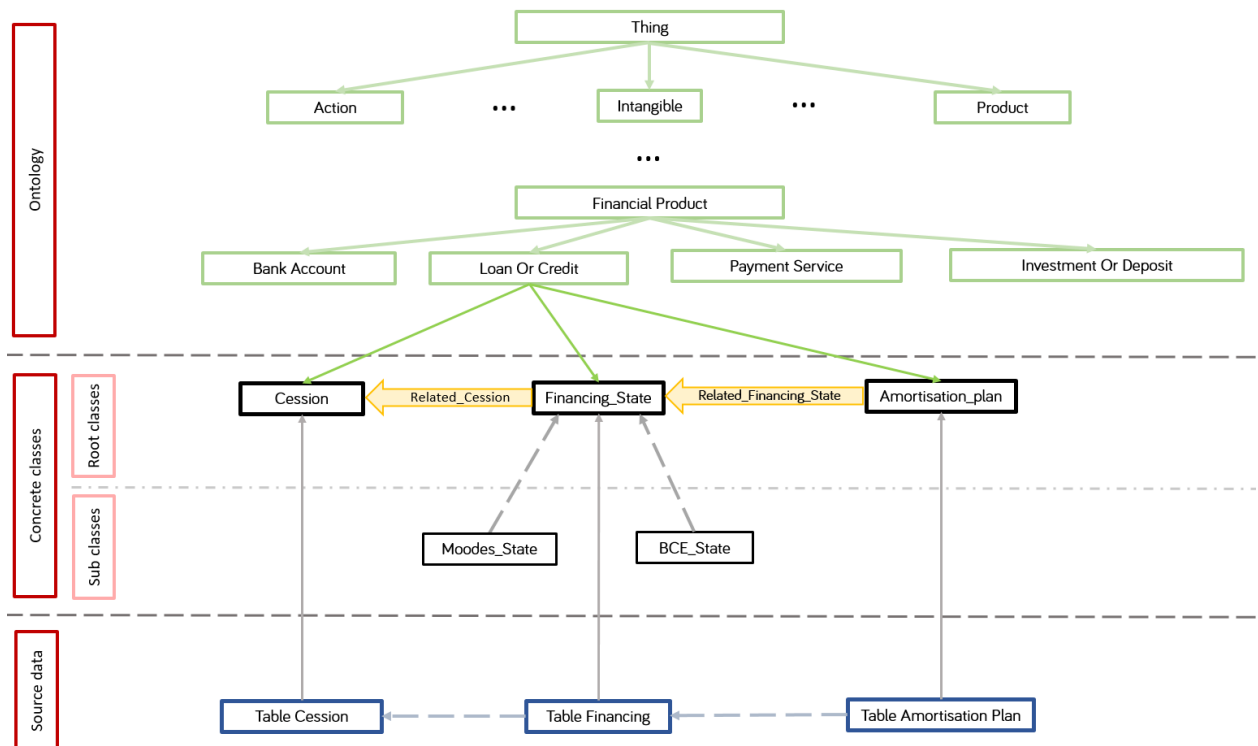 Thing
Action
...
Intangible
...
Product
...
Ontology
Financial Product
Bank Account
Loan Or Credit
Payment Service
Investment Or Deposit
Concrete classes
Root classes
Cession
Related_Cession
Financing_State
Related_Financing_State
Amortisation_plan
Sub classes
Moodes_State
BCE_State
Source data
Table Cession
Table Financing
Table Amortisation Plan